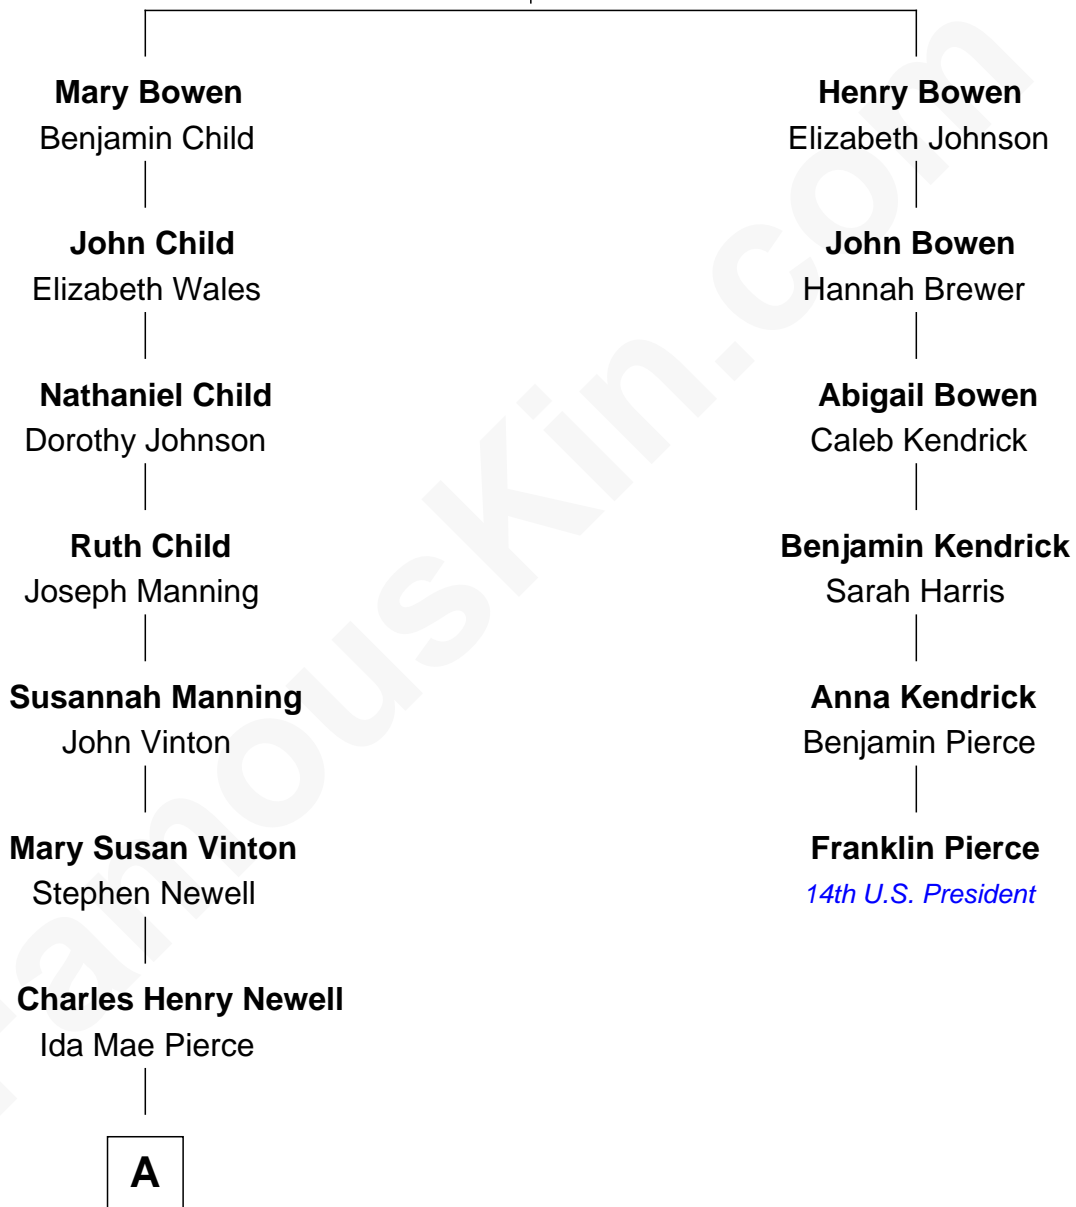 Mary Bowen
Benjamin Child
John Child
Elizabeth Wales
Nathaniel Child
Dorothy Johnson
Ruth Child
Joseph Manning
Susannah Manning
John Vinton
Mary Susan Vinton
Stephen Newell
Charles Henry Newell
Ida Mae Pierce
A
Henry Bowen
Elizabeth Johnson
John Bowen
Hannah Brewer
Abigail Bowen
Caleb Kendrick
Benjamin Kendrick
Sarah Harris
Anna Kendrick
Benjamin Pierce
Franklin Pierce
14th U.S. President
FamousKin.com